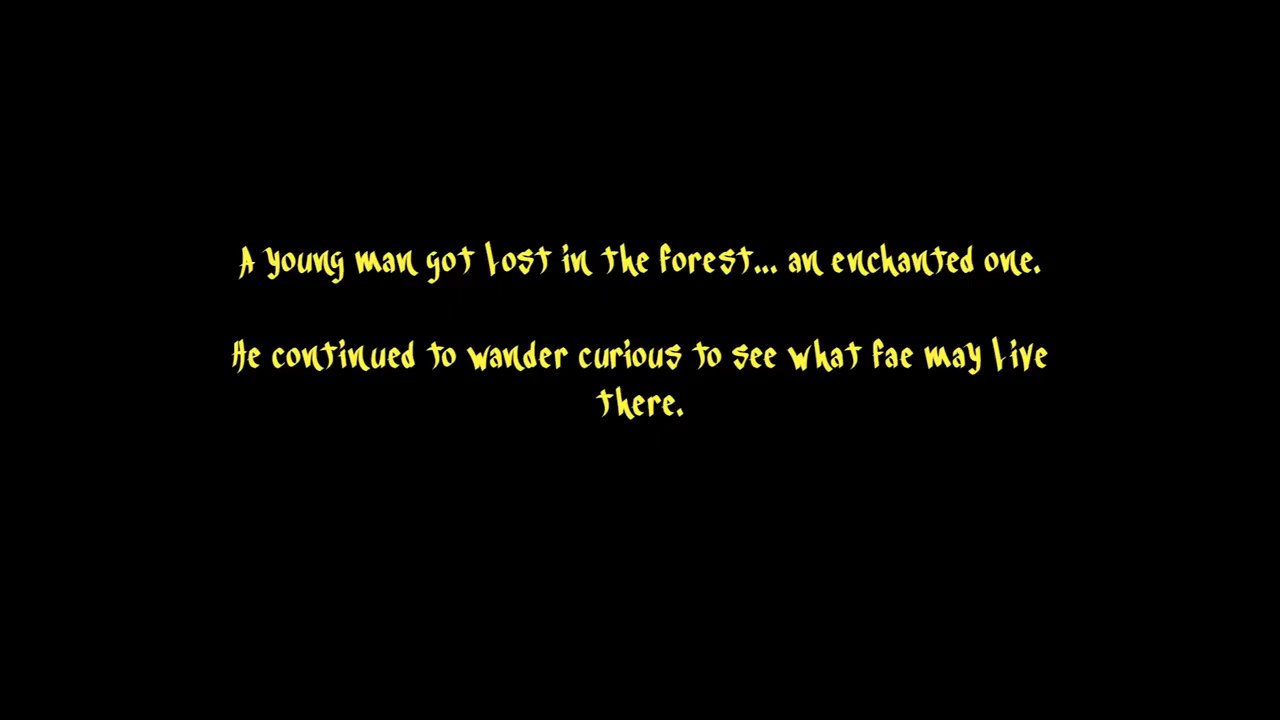 A young man got lost in the forest... an enchanted one.
He continued to wander curious to see what fae may live
there.